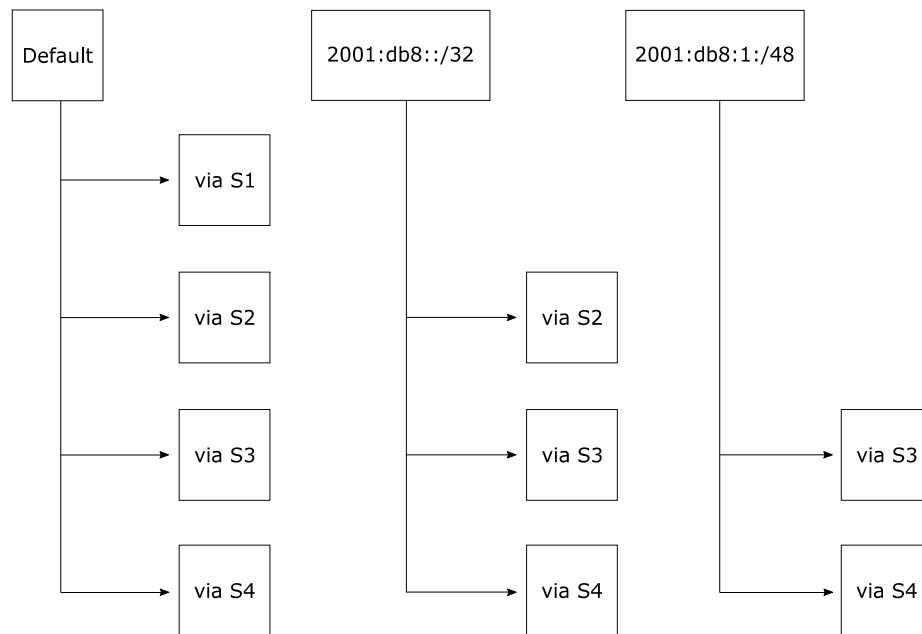 Default
2001:db8::/32
2001:db8:1:/48
via S1
via S2
via S2
via S3
via S3
via S3
via S4
via S4
via S4